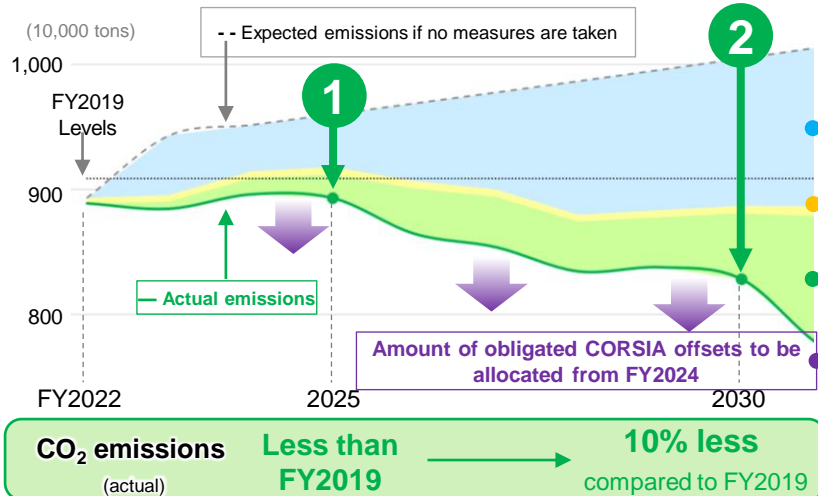 (10,000 tons)
- - Expected emissions if no measures are taken
1,000
FY2019
Levels
1
2
900
Actual emissions
800
Amount of obligated CORSIA offsets to be
allocated from FY2024
FY2022
2025
2030
CO₂ emissions
(actual)
Less than
FY2019
10% less
compared to FY2019